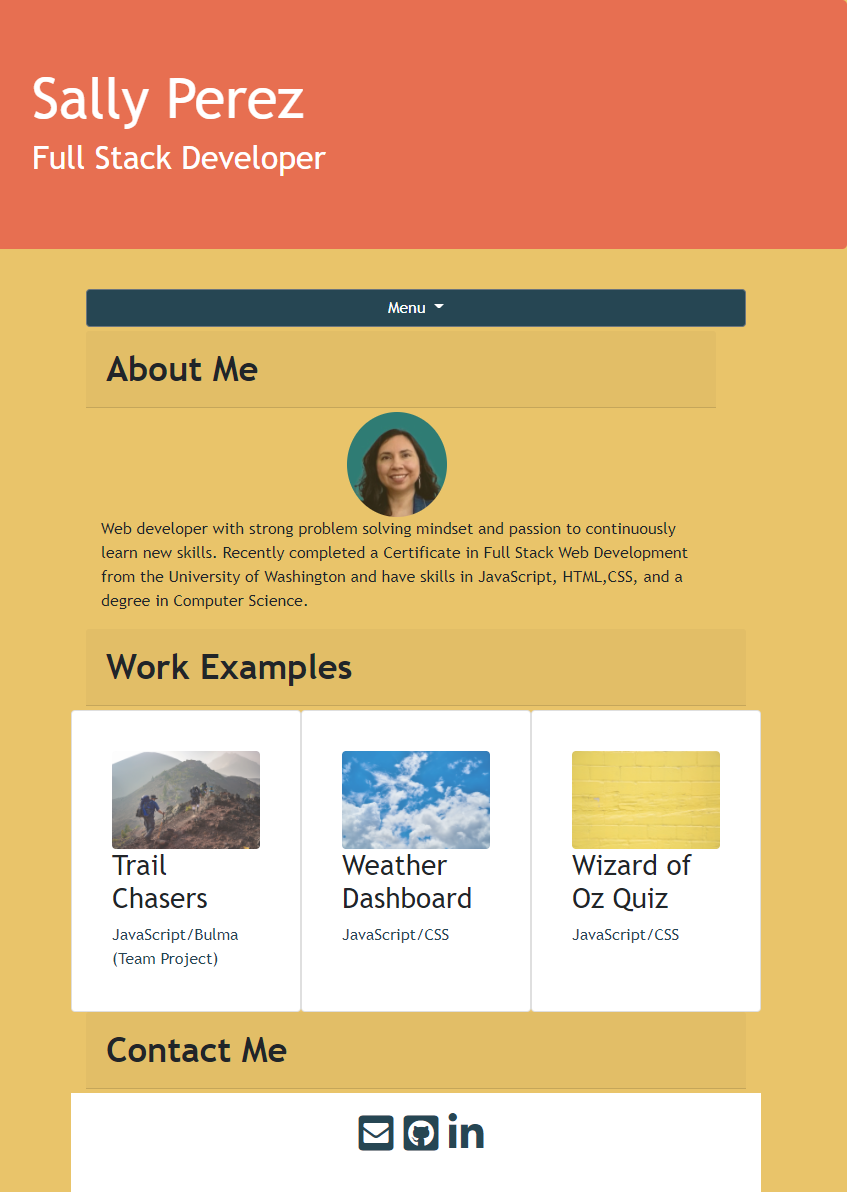 Sally Perez
Full Stack Developer
Menu
About Me
Web developer with strong problem solving mindset and passion to continuously
learn new skills. Recently completed a Certificate in Full Stack Web Development
from the University of Washington and have skills in JavaScript, HTML,CSS, and a
degree in Computer Science.
Work Examples
Trail
Chasers
JavaScript/Bulma
(Team Project)
Weather
Dashboard
JavaScript/CSS
Wizard of
Oz Quiz
JavaScript/CSS
Contact Me
in